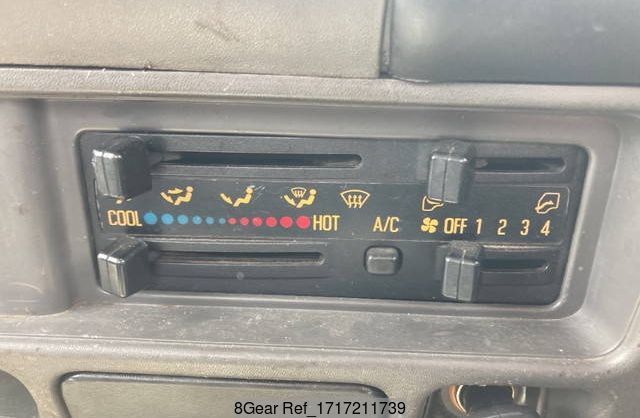 COOL HOT A/C OFF 1 2 3 4
8Gear Ref_1717211739